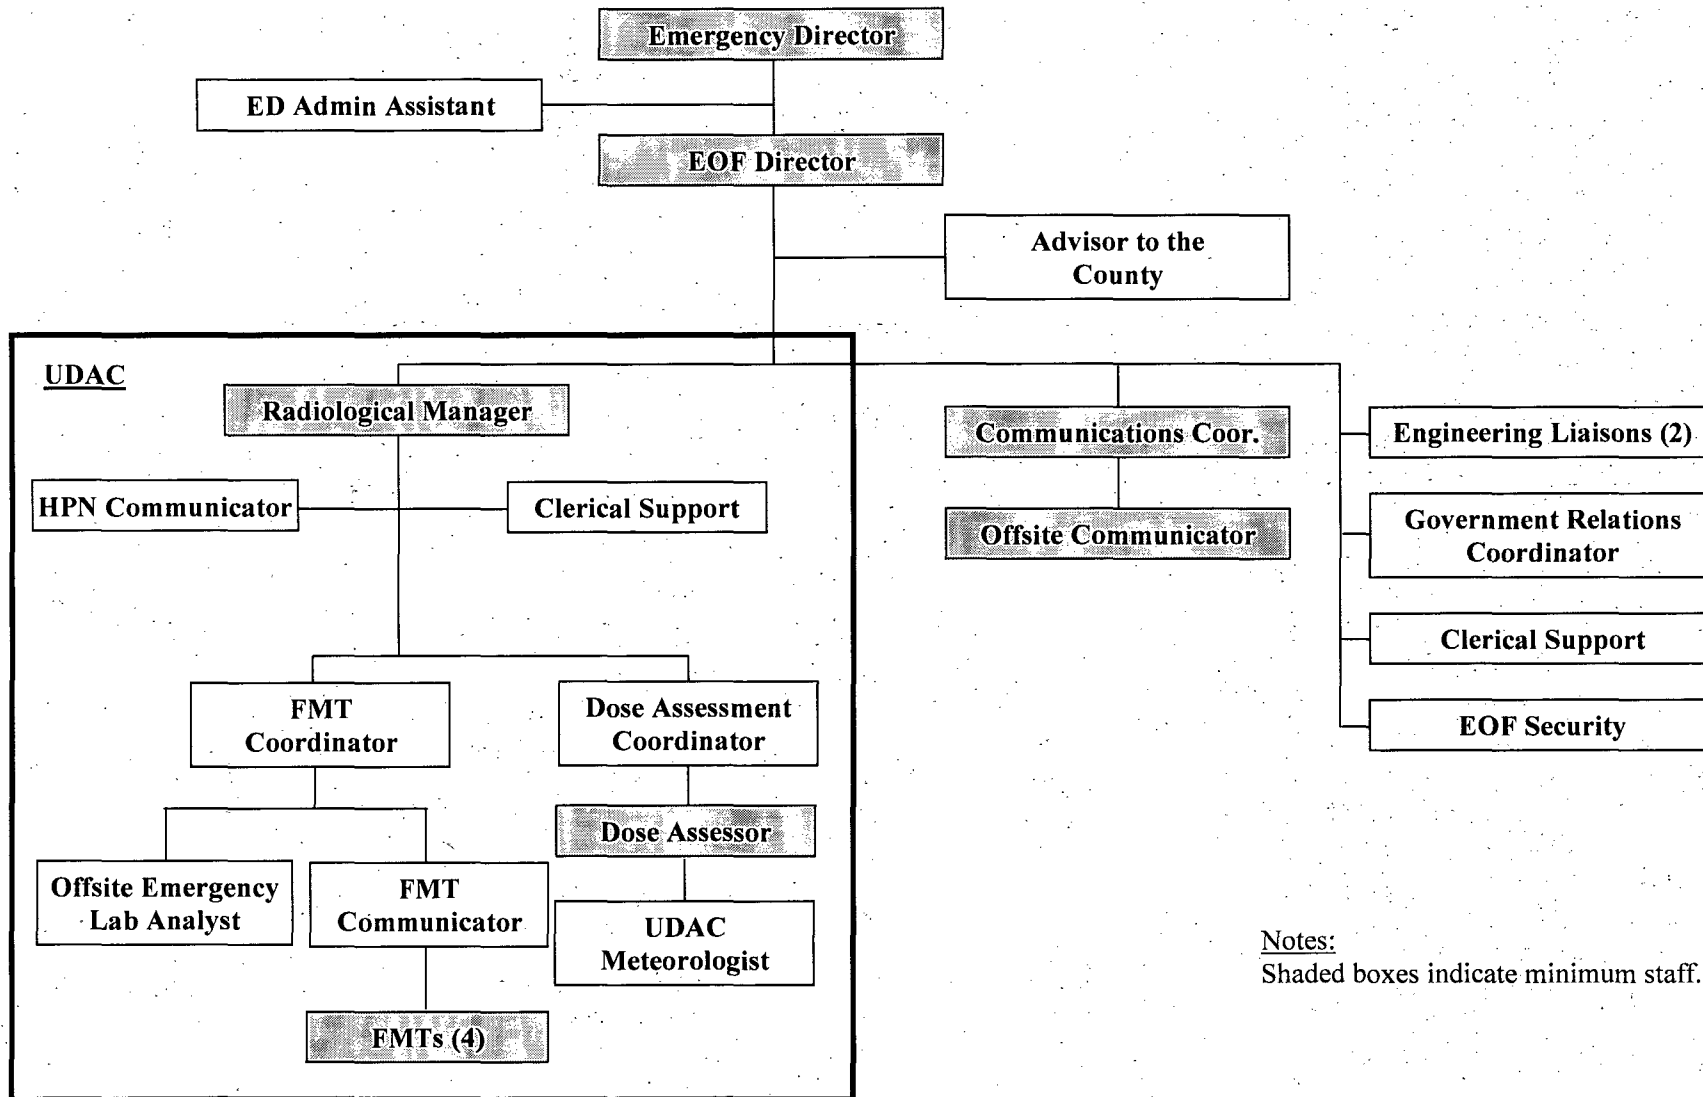 Emergency Director
ED Admin Assistant
EOF Director
Advisor to the
County
UDAC
Radiological Manager
HPN Communicator
Clerical Support
FMT
Coordinator
Dose Assessment
Coordinator
Dose Assessor
Offsite Emergency
Lab Analyst
FMT
Communicator
UDAC
Meteorologist
FMTs (4)
Communications Coor.
Offsite Communicator
Engineering Liaisons (2)
Government Relations
Coordinator
Clerical Support
EOF Security
Notes:
Shaded boxes indicate minimum staff.